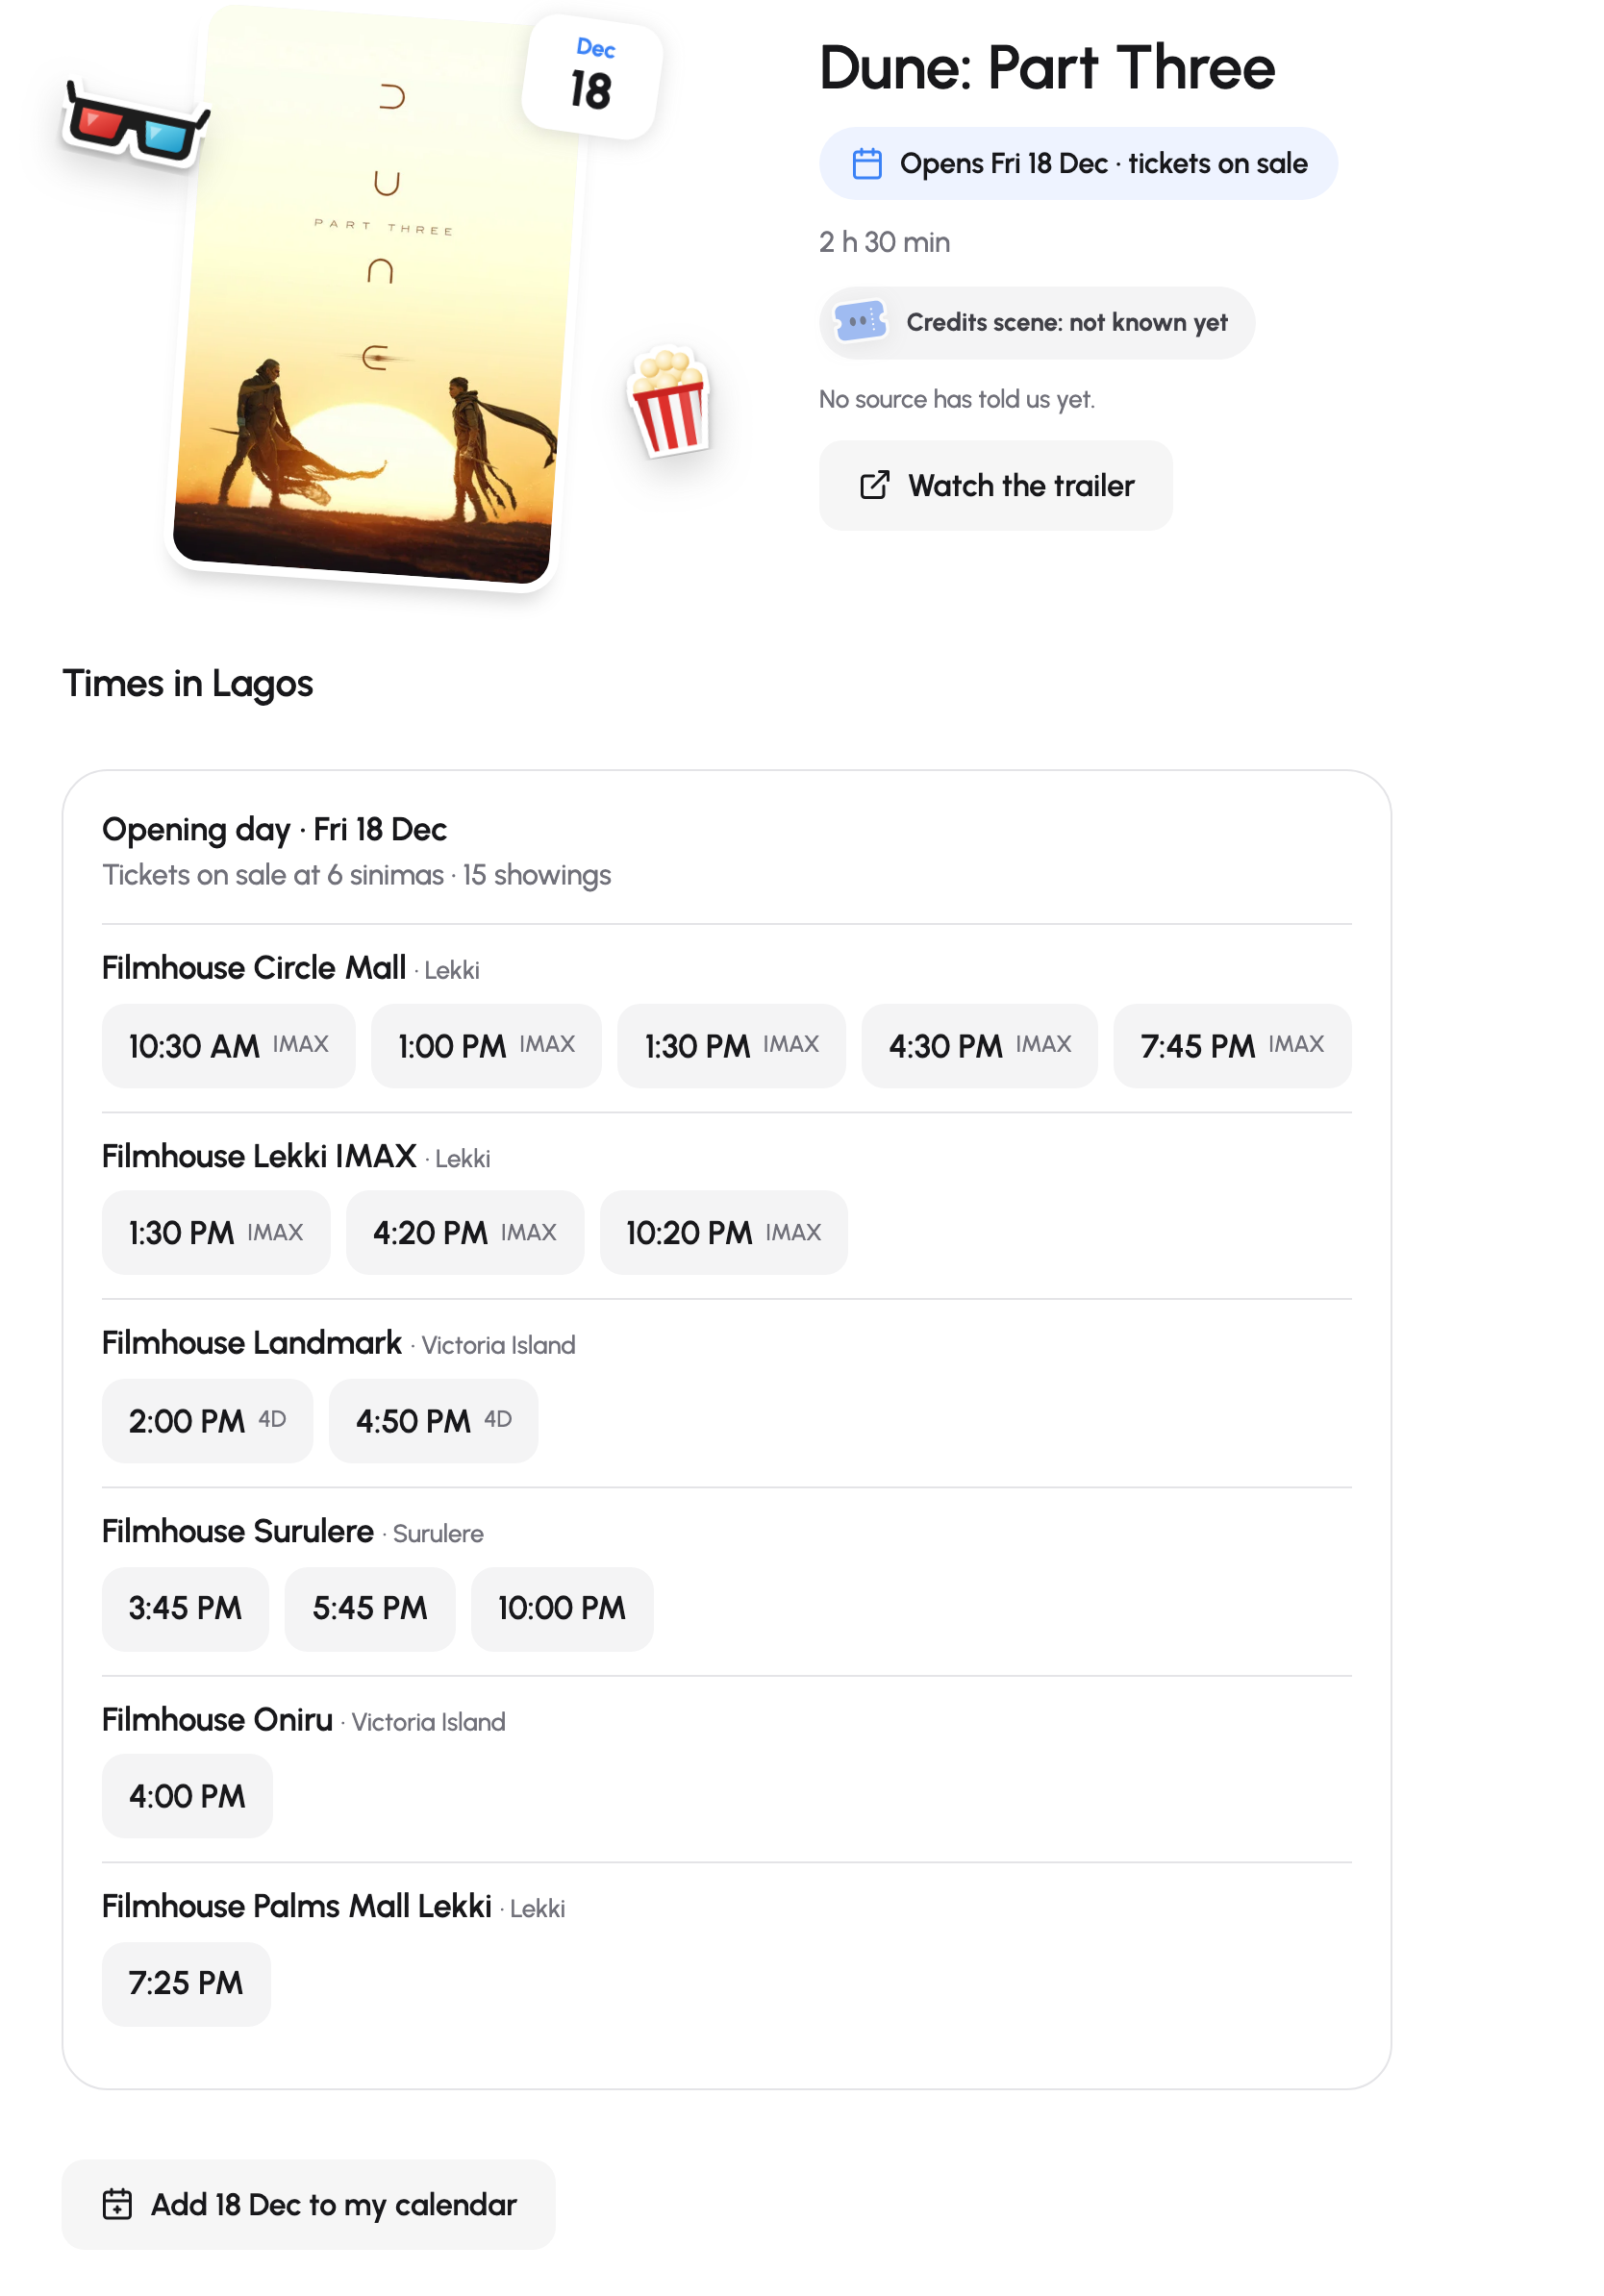 Dec
18
PART THREE
Dune: Part Three
Opens Fri 18 Dec · tickets on sale
2 h 30 min
Credits scene: not known yet
No source has told us yet.
Watch the trailer
Times in Lagos
Opening day · Fri 18 Dec
Tickets on sale at 6 sinimas · 15 showings
Filmhouse Circle Mall · Lekki
10:30 AM IMAX 1:00 PM IMAX 1:30 PM IMAX 4:30 PM IMAX 7:45 PM IMAX
Filmhouse Lekki IMAX · Lekki
1:30 PM IMAX 4:20 PM IMAX 10:20 PM IMAX
Filmhouse Landmark · Victoria Island
2:00 PM 4D 4:50 PM 4D
Filmhouse Surulere · Surulere
3:45 PM 5:45 PM 10:00 PM
Filmhouse Oniru · Victoria Island
4:00 PM
Filmhouse Palms Mall Lekki · Lekki
7:25 PM
Add 18 Dec to my calendar